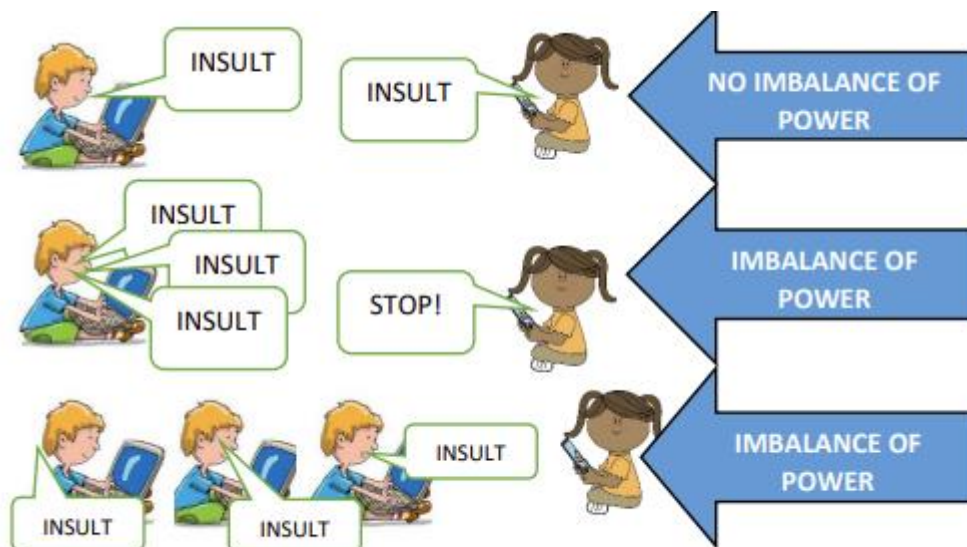 INSULT
INSULT
NO IMBALANCE OF
POWER
INSULT
INSULT
INSULT
STOP!
IMBALANCE OF
POWER
INSULT
INSULT
INSULT
IMBALANCE OF
POWER